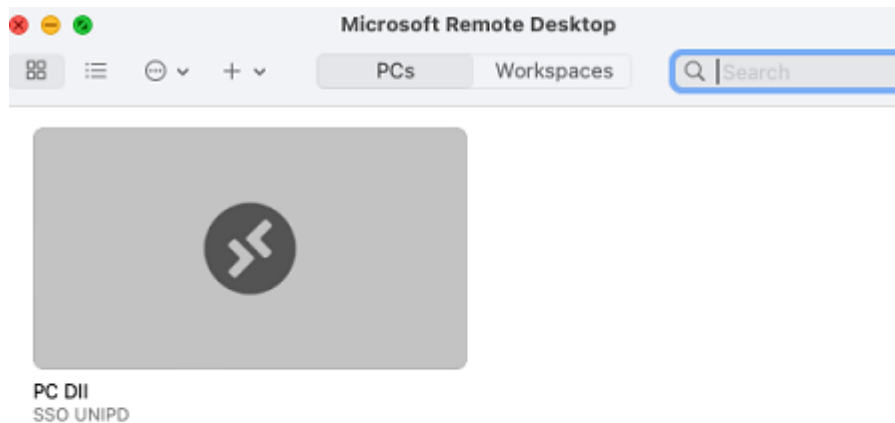 Microsoft Remote Desktop
PCs Workspaces Search
PC DII
SSO UNIPD